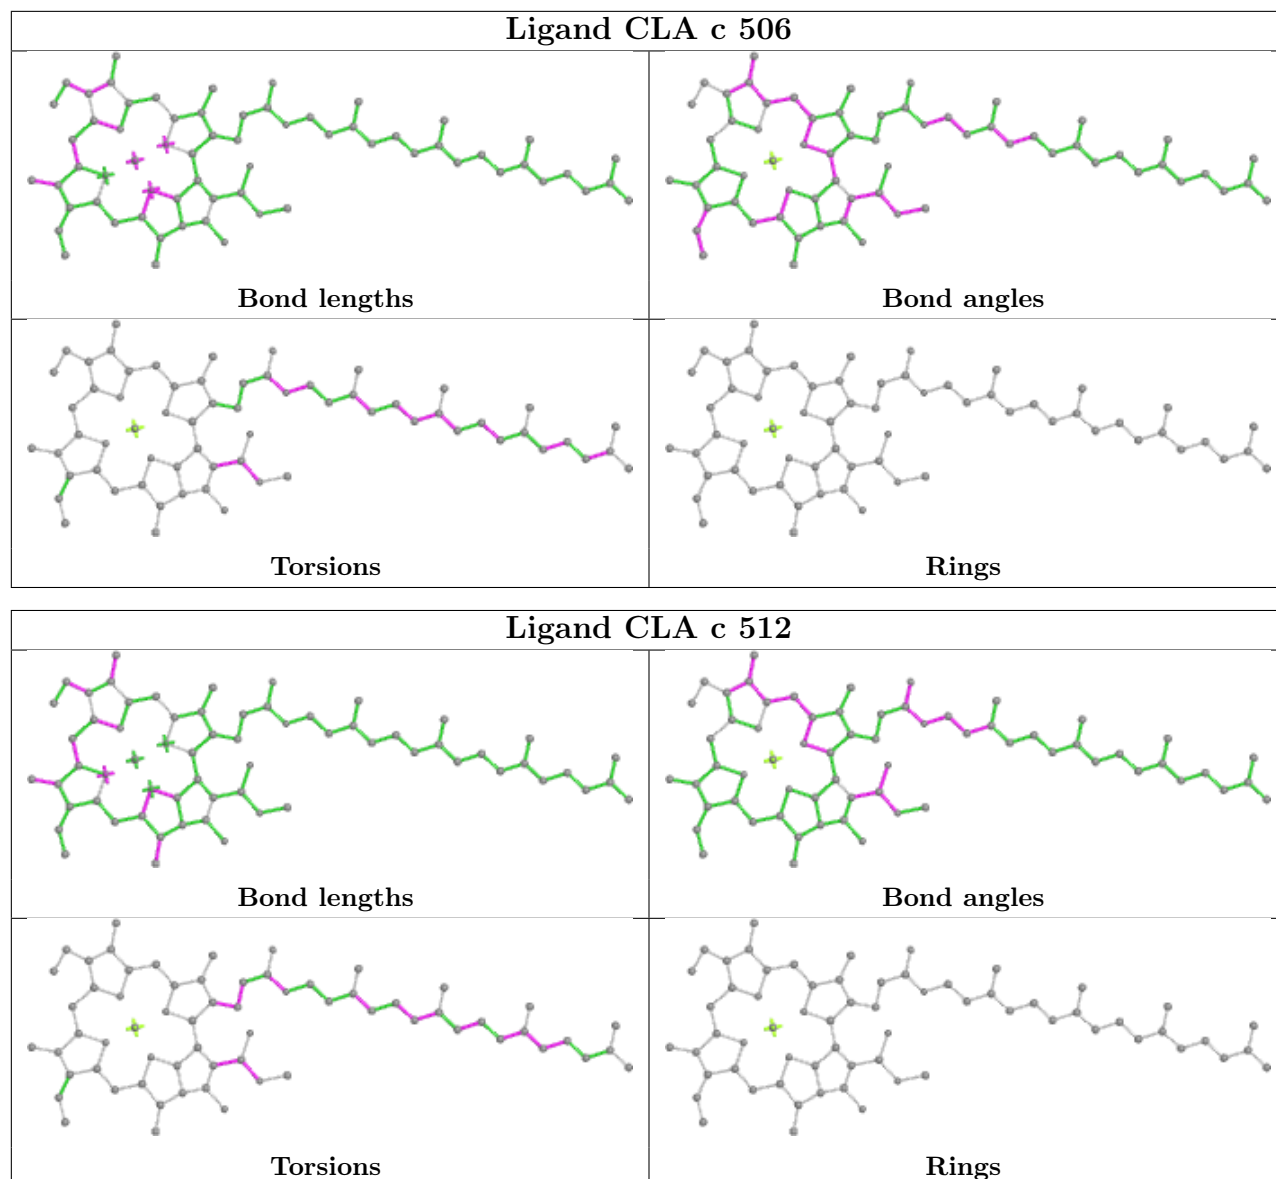 Ligand CLA c 506
Bond lengths
Bond angles
Torsions
Rings
Ligand CLA c 512
Bond lengths
Bond angles
Torsions
Rings